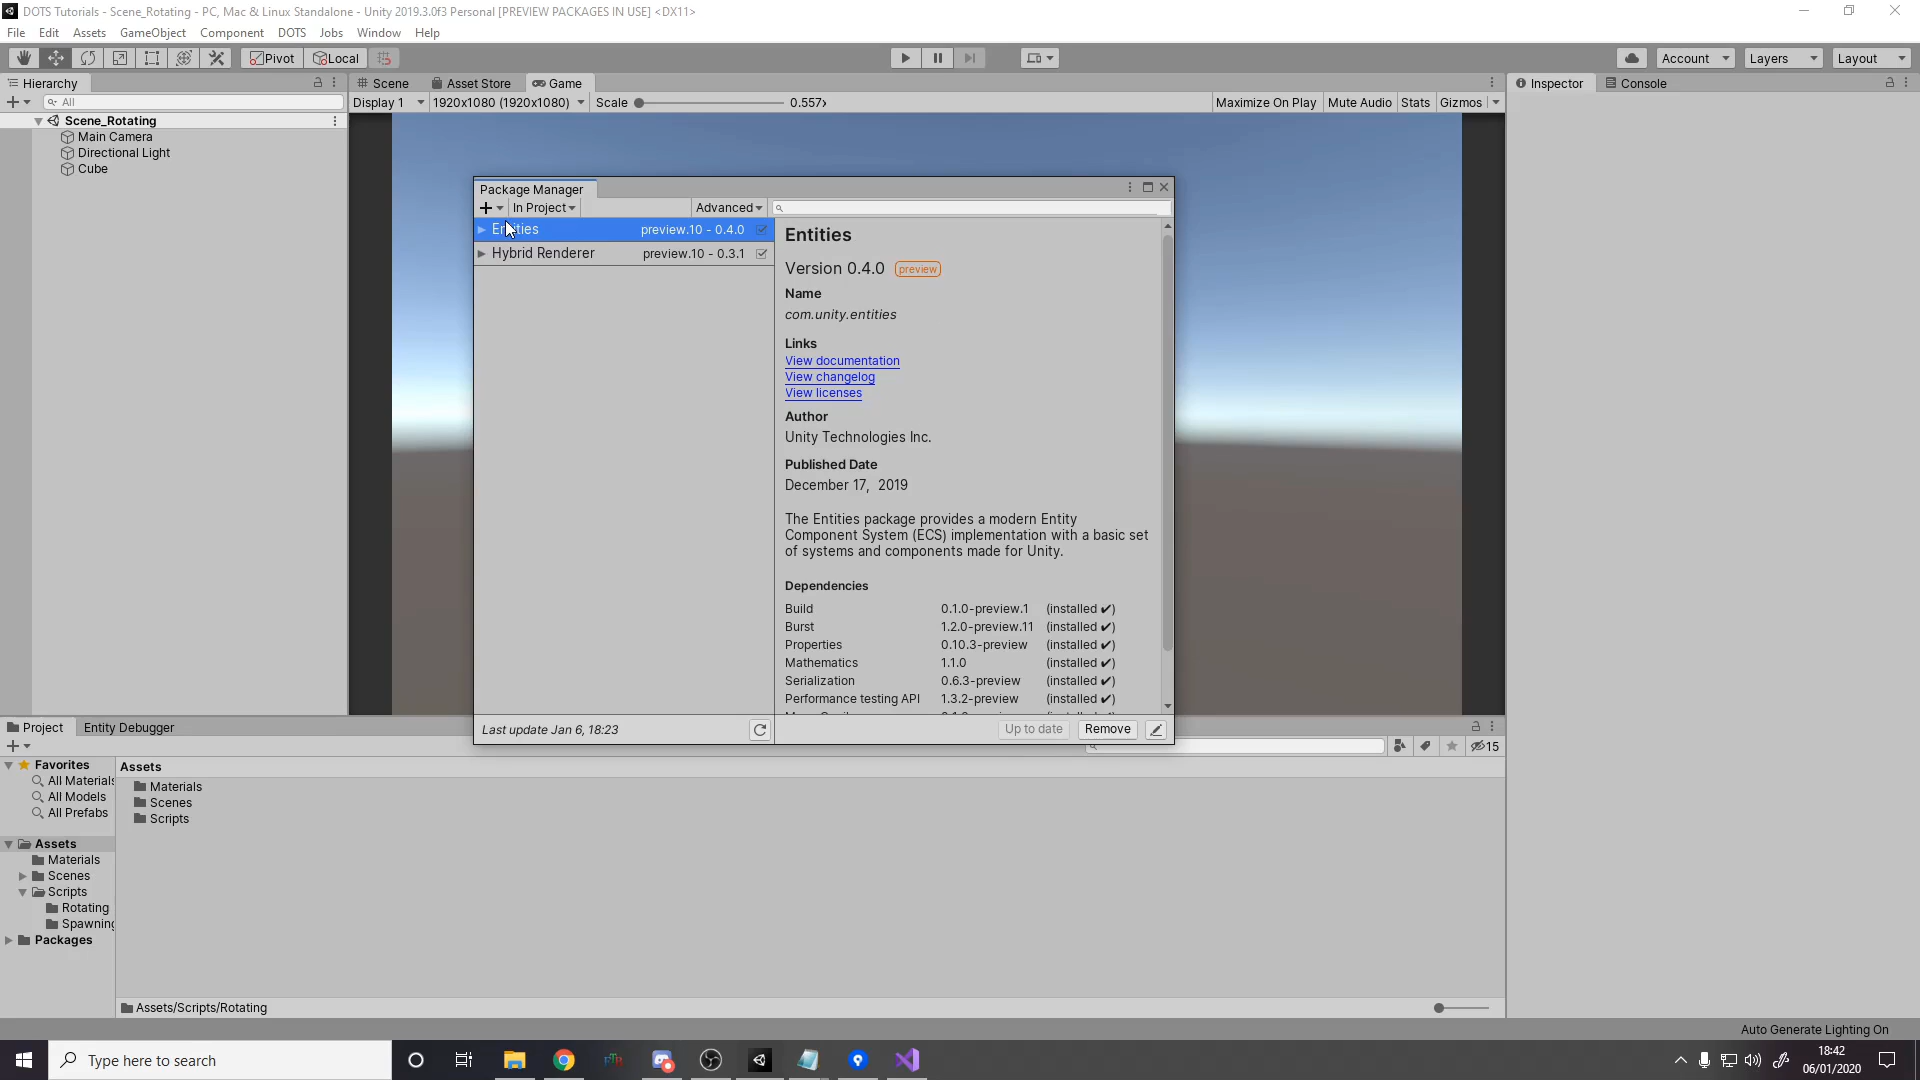 DOTS Tutorials - Scene_Rotating - PC, Mac & Linux Standalone - Unity 2019.3.0f3 Personal [PREVIEW PACKAGES IN USE] <DX11>
File Edit Assets GameObject Component DOTS Jobs Window Help
Pivot Local Account Layers Layout
Hierarchy Scene Asset Store Game Inspector Console
All Display 1 1920x1080 (1920x1080) Scale 0.557x Maximize On Play Mute Audio Stats Gizmos
Scene_Rotating
Main Camera
Directional Light
Cube
Package Manager
In Project Advanced
Entities preview.10 - 0.4.0
Hybrid Renderer preview.10 - 0.3.1
Entities
Version 0.4.0 preview
Name
com.unity.entities
Links
View documentation
View changelog
View licenses
Author
Unity Technologies Inc.
Published Date
December 17, 2019
The Entities package provides a modern Entity
Component System (ECS) implementation with a basic set
of systems and components made for Unity.
Dependencies
Build 0.1.0-preview.1 (installed ✔)
Burst 1.2.0-preview.11 (installed ✔)
Properties 0.10.3-preview (installed ✔)
Mathematics 1.1.0 (installed ✔)
Serialization 0.6.3-preview (installed ✔)
Performance testing API 1.3.2-preview (installed ✔)
Last update Jan 6, 18:23 Up to date Remove
Project Entity Debugger
15
Favorites
All Materials
All Models
All Prefabs
Assets
Materials
Scenes
Scripts
Rotating
Spawning
Packages
Assets
Materials
Scenes
Scripts
Assets/Scripts/Rotating
Auto Generate Lighting On
Type here to search
18:42
06/01/2020